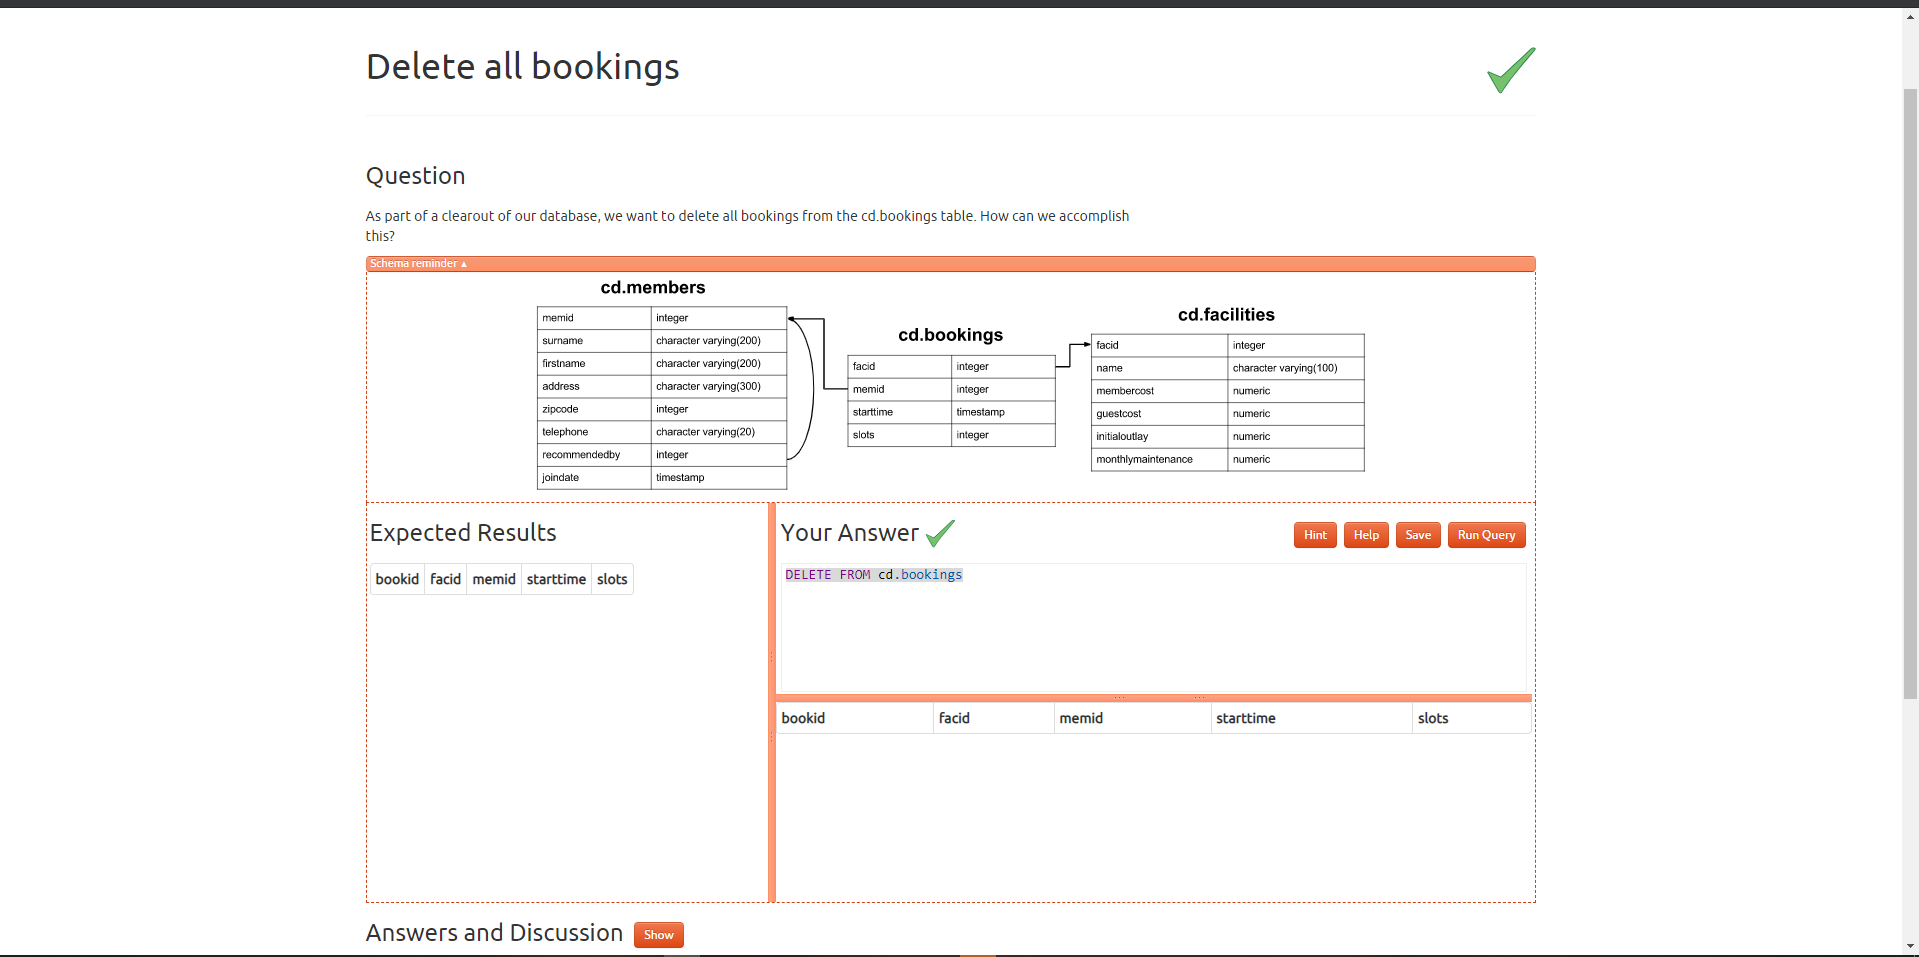 Delete all bookings
Question
As part of a clearout of our database, we want to delete all bookings from the cd.bookings table. How can we accomplish
this?
Schema reminder ▴
cd.members
memid integer
surname character varying(200)
firstname character varying(200)
address character varying(300)
zipcode integer
telephone character varying(20)
recommendedby integer
joindate timestamp
cd.bookings
facid integer
memid integer
starttime timestamp
slots integer
cd.facilities
facid integer
name character varying(100)
membercost numeric
guestcost numeric
initialoutlay numeric
monthlymaintenance numeric
Expected Results
bookid facid memid starttime slots
Your Answer
Hint Help Save Run Query
DELETE FROM cd.bookings
bookid facid memid starttime slots
Answers and Discussion Show